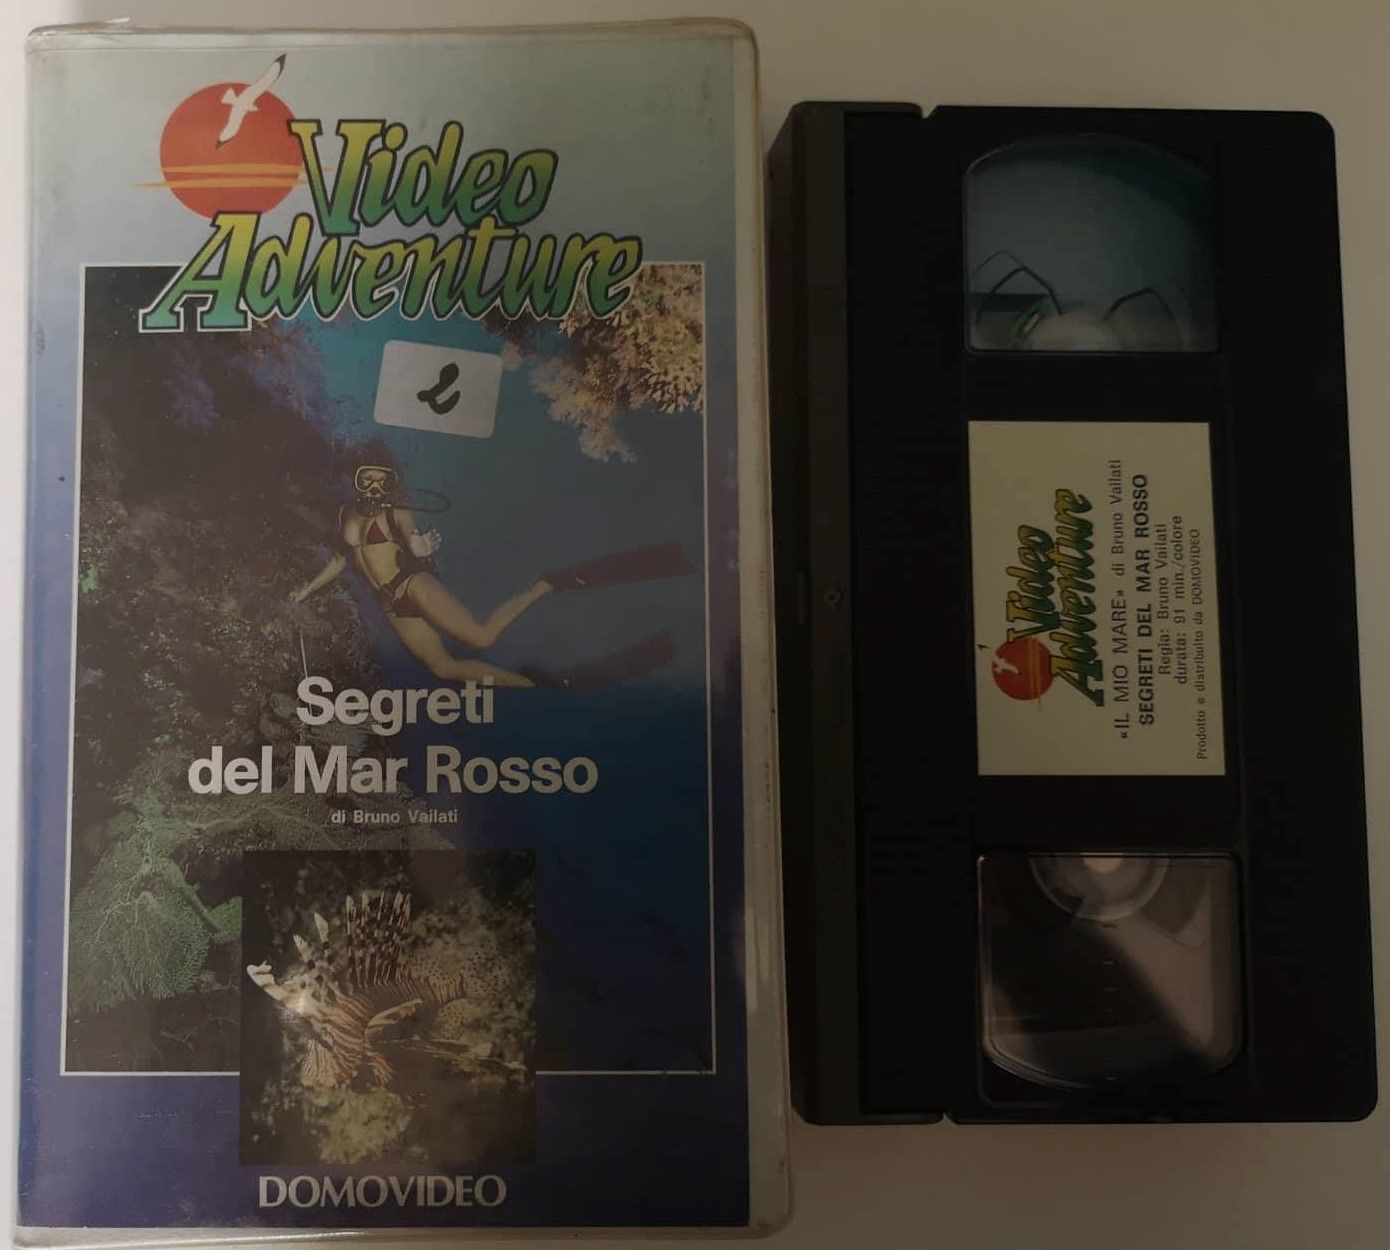 Video
Adventure
Segreti
del Mar Rosso
di Bruno Vailati
DOMOVIDEO
Video
Adventure
«IL MIO MARE» di Bruno Vailati
SEGRETI DEL MAR ROSSO
Regia: Bruno Vailati
durata: 91 min./colore
Prodotto e distribuito da DOMOVIDEO